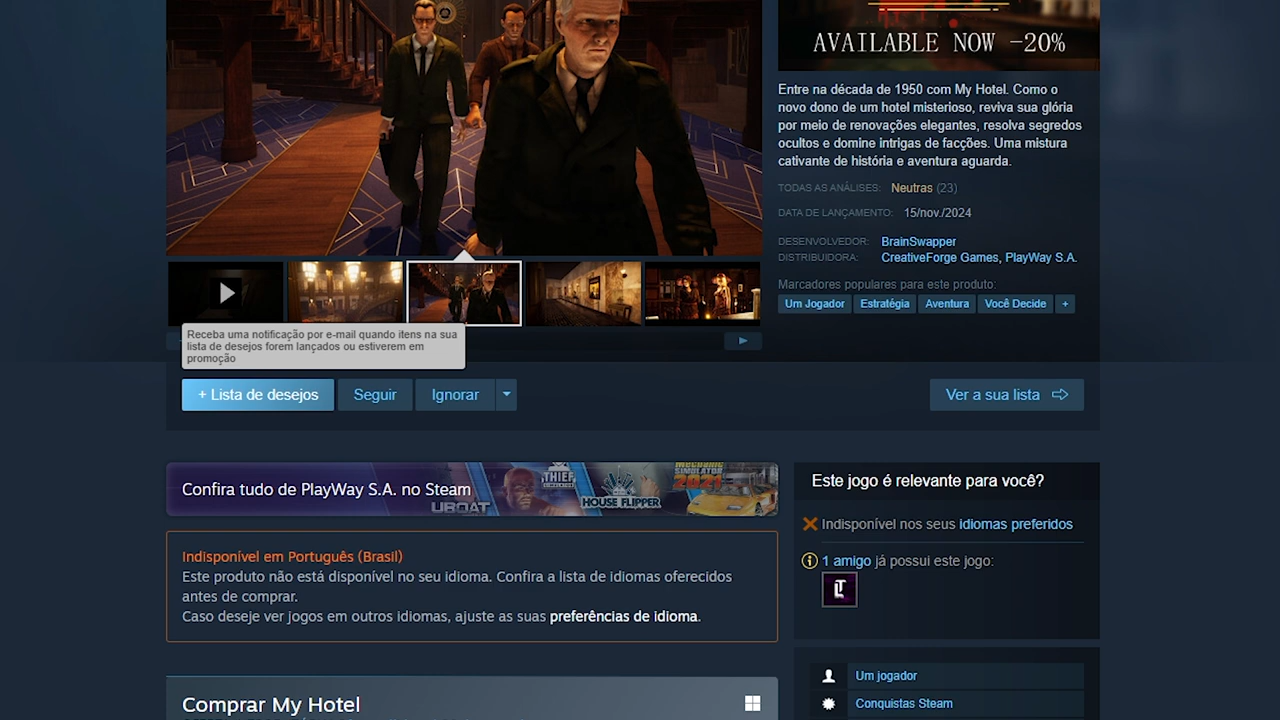 AVAILABLE NOW -20%
Entre na década de 1950 com My Hotel. Como o
novo dono de um hotel misterioso, reviva sua glória
por meio de renovações elegantes, resolva segredos
ocultos e domine intrigas de facções. Uma mistura
cativante de história e aventura aguarda.
TODAS AS ANÁLISES: Neutras (23)
DATA DE LANÇAMENTO: 15/nov./2024
DESENVOLVEDOR: BrainSwapper
DISTRIBUIDORA: CreativeForge Games, PlayWay S.A.
Marcadores populares para este produto:
Um Jogador Estratégia Aventura Você Decide +
Receba uma notificação por e-mail quando itens na sua
lista de desejos forem lançados ou estiverem em
promoção
+ Lista de desejos Seguir Ignorar Ver a sua lista
Confira tudo de PlayWay S.A. no Steam
UBOAT
THIEF
HOUSE FLIPPER
MECHANIC
SIMULATOR
2021
Este jogo é relevante para você?
Indisponível nos seus idiomas preferidos
1 amigo já possui este jogo:
Indisponível em Português (Brasil)
Este produto não está disponível no seu idioma. Confira a lista de idiomas oferecidos
antes de comprar.
Caso deseje ver jogos em outros idiomas, ajuste as suas preferências de idioma.
Comprar My Hotel
Um jogador
Conquistas Steam